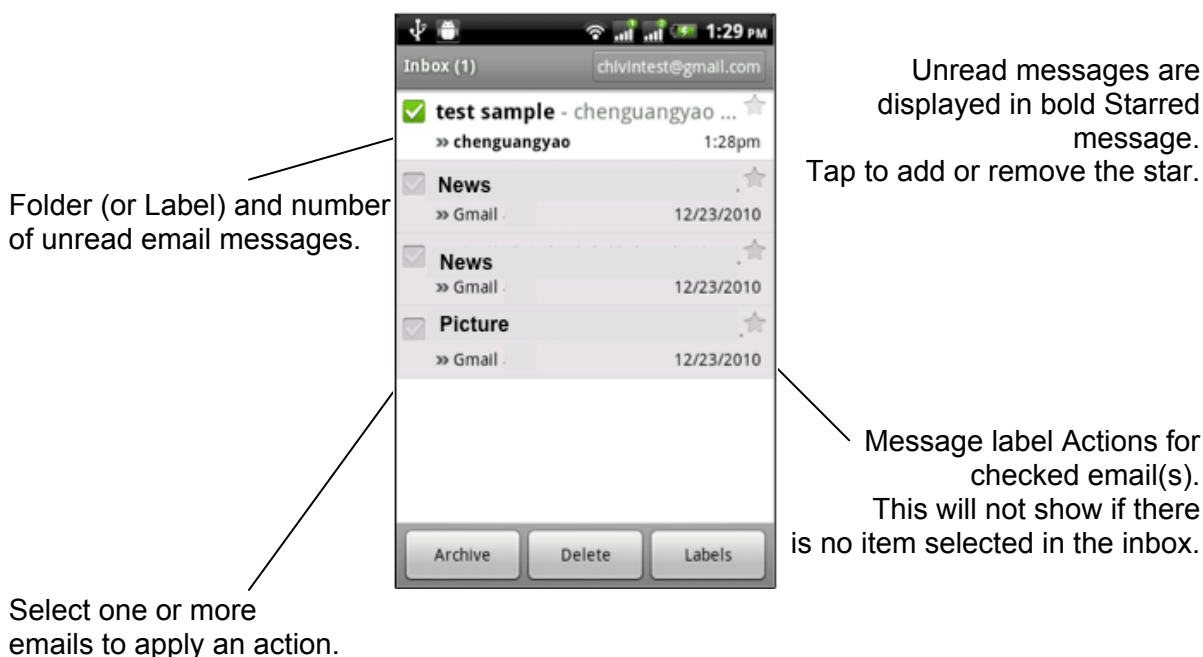 1:29 PM
Inbox (1) chivintest@gmail.com
test sample - chenguangyao ...
» chenguangyao 1:28pm
News
» Gmail 12/23/2010
News
» Gmail 12/23/2010
Picture
» Gmail 12/23/2010
Archive Delete Labels
Folder (or Label) and number
of unread email messages.
Select one or more
emails to apply an action.
Unread messages are
displayed in bold Starred
message.
Tap to add or remove the star.
Message label Actions for
checked email(s).
This will not show if there
is no item selected in the inbox.